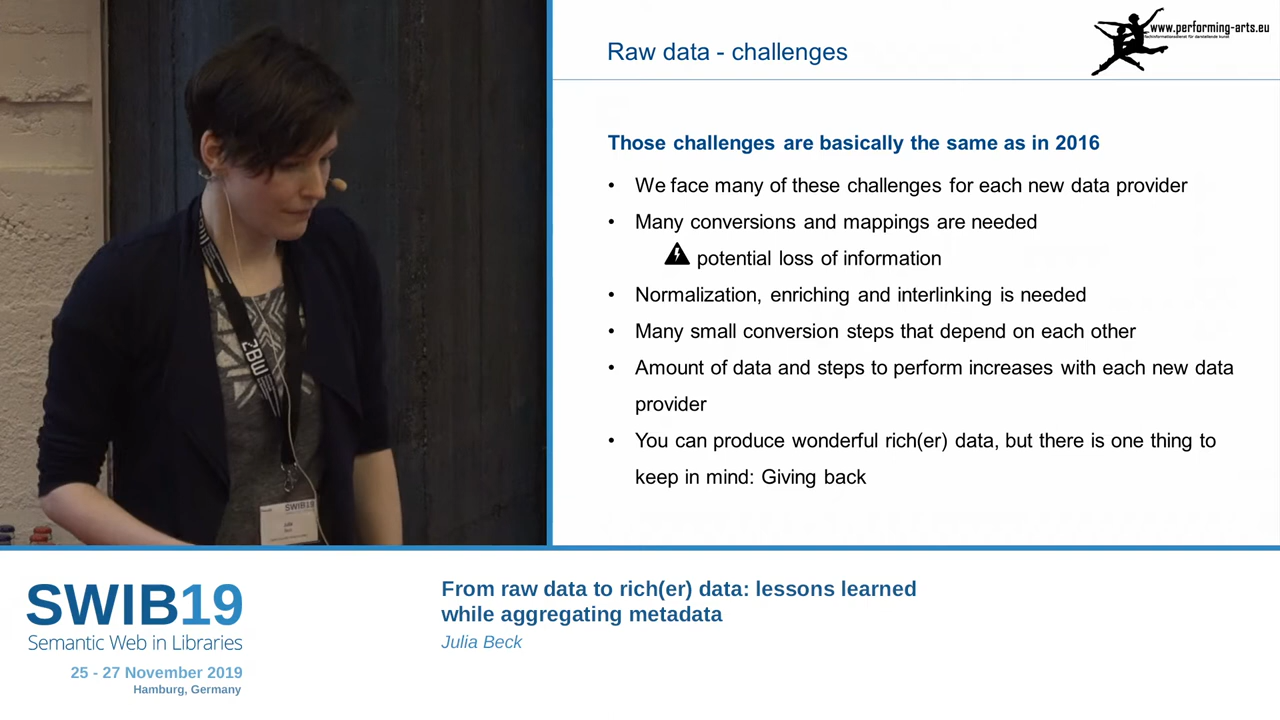 www.performing-arts.eu
Raw data - challenges
Those challenges are basically the same as in 2016
• We face many of these challenges for each new data provider
• Many conversions and mappings are needed
potential loss of information
• Normalization, enriching and interlinking is needed
• Many small conversion steps that depend on each other
• Amount of data and steps to perform increases with each new data
provider
• You can produce wonderful rich(er) data, but there is one thing to
keep in mind: Giving back
ZBW
SWIB19
Julia
SWIB19
Semantic Web in Libraries
25 - 27 November 2019
Hamburg, Germany
From raw data to rich(er) data: lessons learned
while aggregating metadata
Julia Beck